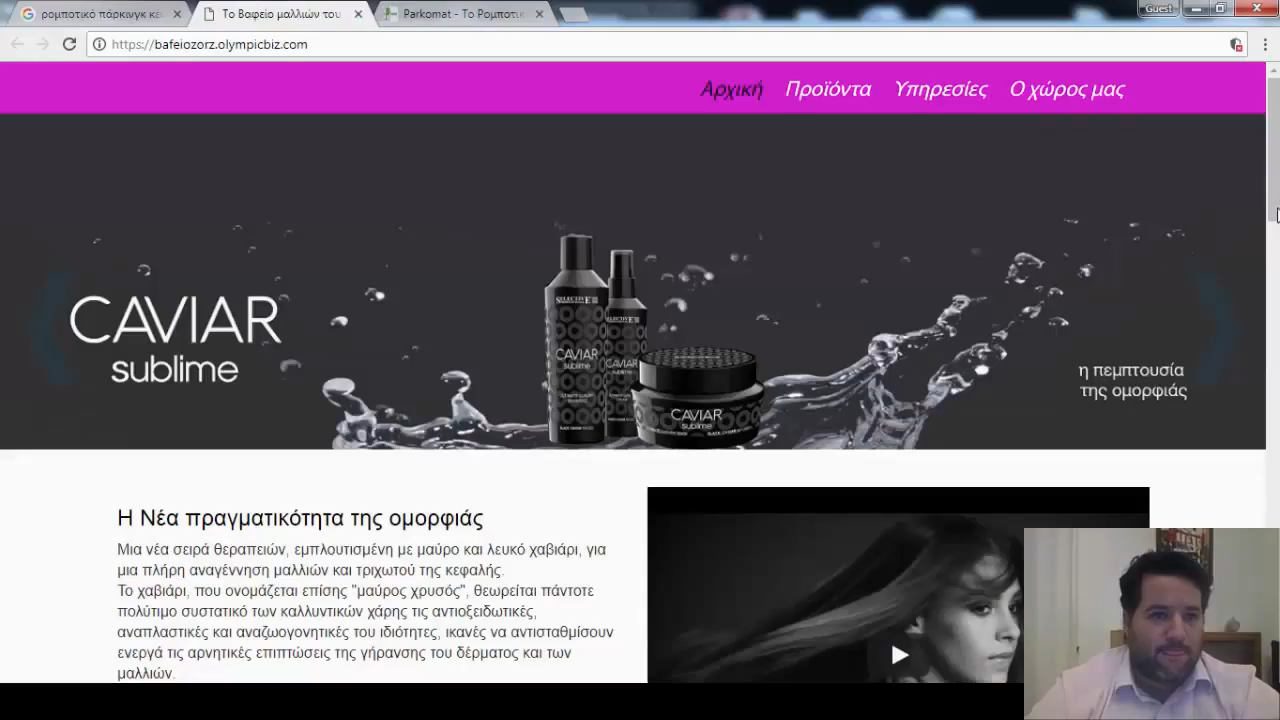 ρομποτικό πάρκινγκ κέ
Το Βαφείο μαλλιών του
Parkomat - Το Ρομποτικ
Guest
https://bafeiozorz.olympicbiz.com
Αρχική Προϊόντα Υπηρεσίες Ο χώρος μας
CAVIAR
sublime
SELECTIVE
CAVIAR
sublime
CAVIAR
CAVIAR
sublime
η πεμπτουσία
της ομορφιάς
Η Νέα πραγματικότητα της ομορφιάς
Μια νέα σειρά θεραπειών, εμπλουτισμένη με μαύρο και λευκό χαβιάρι, για
μια πλήρη αναγέννηση μαλλιών και τριχωτού της κεφαλής.
Το χαβιάρι, που ονομάζεται επίσης "μαύρος χρυσός", θεωρείται πάντοτε
πολύτιμο συστατικό των καλλυντικών χάρης τις αντιοξειδωτικές,
αναπλαστικές και αναζωογονητικές του ιδιότητες, ικανές να αντισταθμίσουν
ενεργά τις αρνητικές επιπτώσεις της γήρανσης του δέρματος και των
μαλλιών.